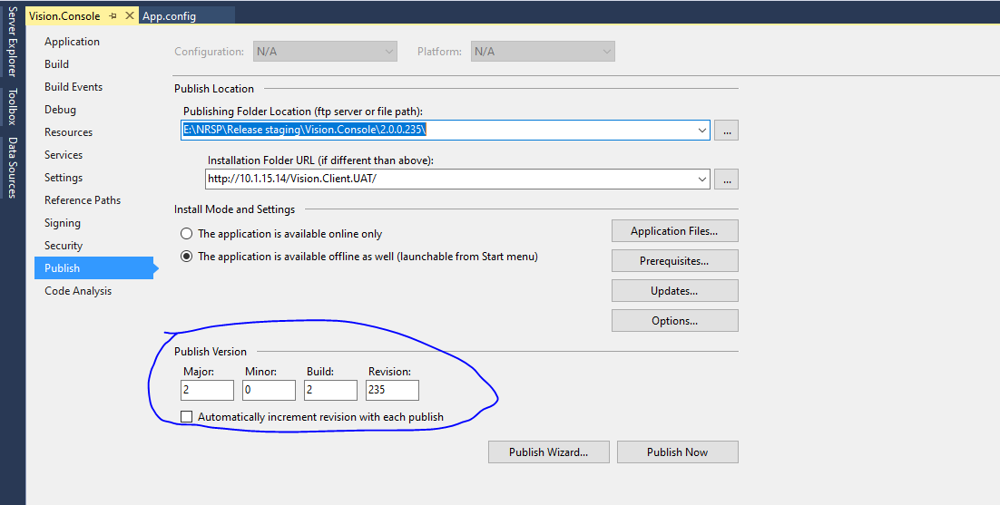 Vision.Console
App.config
Server Explorer
Toolbox
Data Sources
Application
Build
Build Events
Debug
Resources
Services
Settings
Reference Paths
Signing
Security
Publish
Code Analysis
Configuration: N/A Platform: N/A
Publish Location
Publishing Folder Location (ftp server or file path):
E:\NRSP\Release staging\Vision.Console\2.0.0.235\
...
Installation Folder URL (if different than above):
http://10.1.15.14/Vision.Client.UAT/
...
Install Mode and Settings
The application is available online only
The application is available offline as well (launchable from Start menu)
Application Files...
Prerequisites...
Updates...
Options...
Publish Version
Major: Minor: Build: Revision:
2 0 2 235
Automatically increment revision with each publish
Publish Wizard... Publish Now